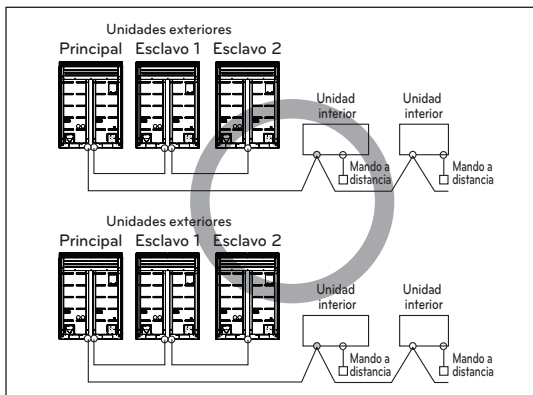 Unidades exteriores
Principal Esclavo 1 Esclavo 2
Unidad interior
Unidad interior
Mando a distancia
Mando a distancia
Unidades exteriores
Principal Esclavo 1 Esclavo 2
Unidad interior
Unidad interior
Mando a distancia
Mando a distancia